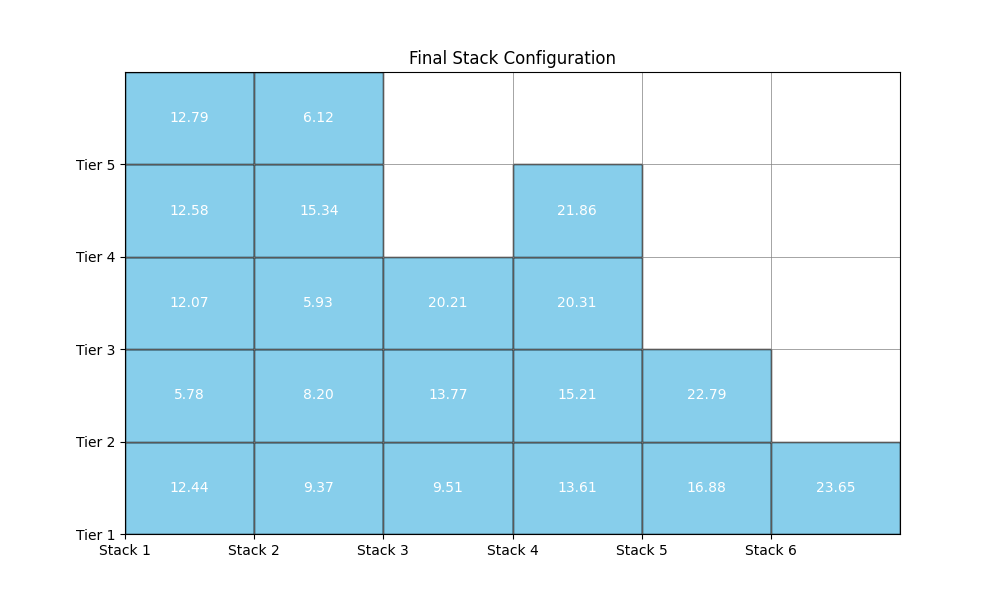 Final Stack Configuration
12.79 6.12
Tier 5
12.58 15.34 21.86
Tier 4
12.07 5.93 20.21 20.31
Tier 3
5.78 8.20 13.77 15.21 22.79
Tier 2
12.44 9.37 9.51 13.61 16.88 23.65
Tier 1
Stack 1 Stack 2 Stack 3 Stack 4 Stack 5 Stack 6